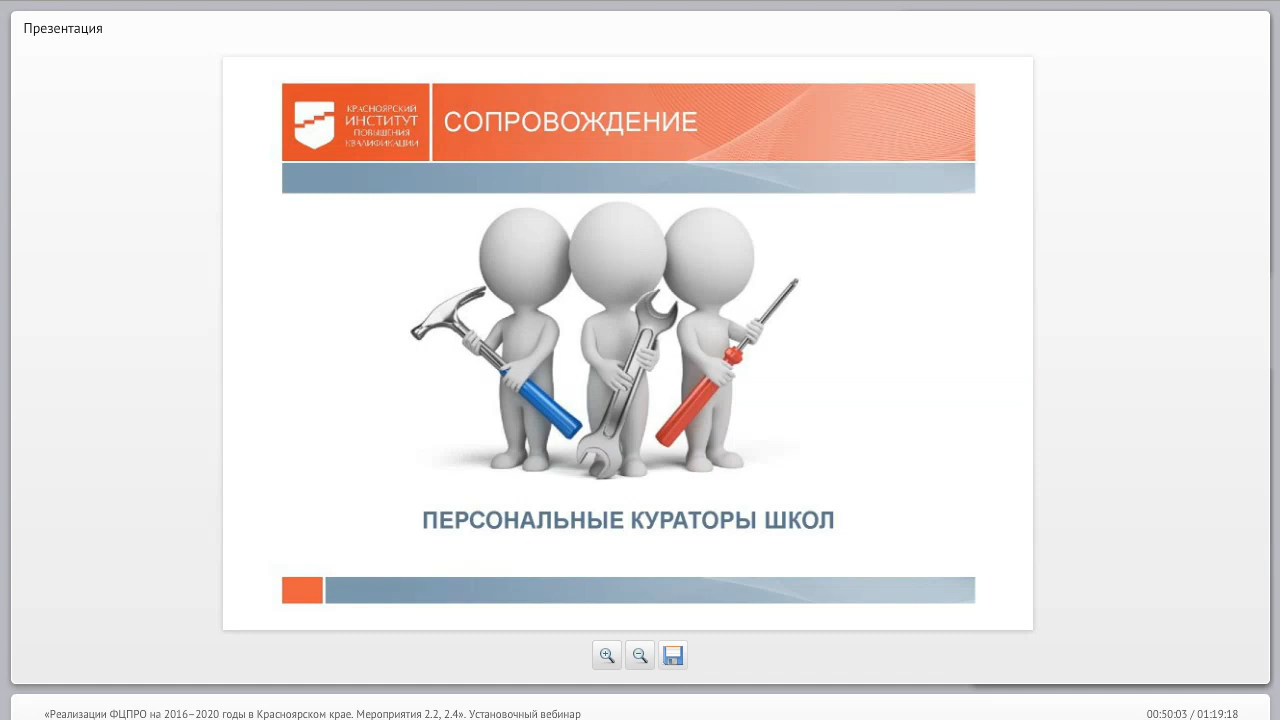 Презентация
КРАСНОЯРСКИЙ
ИНСТИТУТ
ПОВЫШЕНИЯ
КВАЛИФИКАЦИИ
СОПРОВОЖДЕНИЕ
ПЕРСОНАЛЬНЫЕ КУРАТОРЫ ШКОЛ
«Реализации ФЦПРО на 2016–2020 годы в Красноярском крае. Мероприятия 2.2, 2.4». Установочный вебинар
00:50:03 / 01:19:18